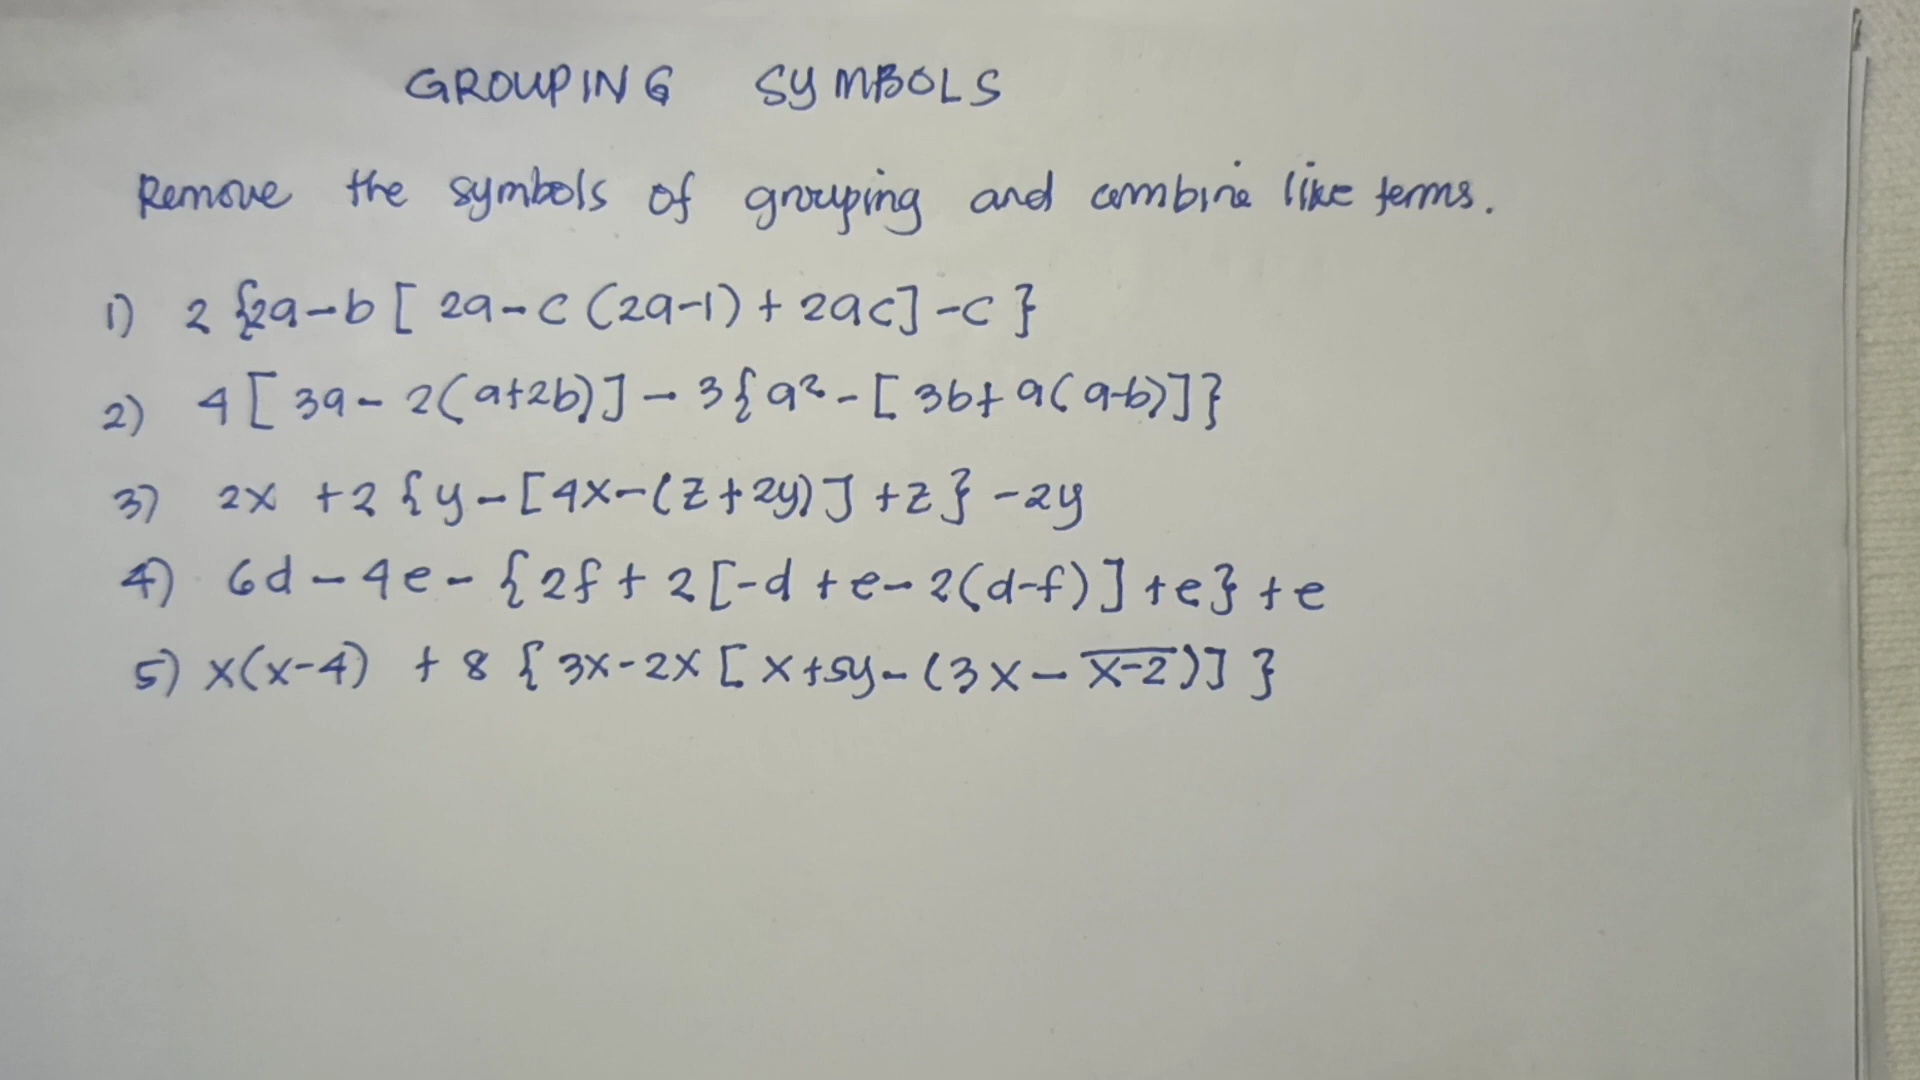 GROUPING SYMBOLS
Remove the symbols of grouping and combine like terms.
1) 2 {2a-b [ 2a-c (2a-1) + 2ac] -c }
2) 4 [ 3a - 2(a+2b)] - 3 {a² - [ 3b + a(a-b)]}
3) 2x + 2 {y - [4x-(z+2y)] +z} -2y
4) 6d - 4e - {2f + 2 [-d + e - 2(d-f)] +e} +e
5) x(x-4) + 8 { 3x-2x [ x+5y - (3x - x̅-̅2̅)] }